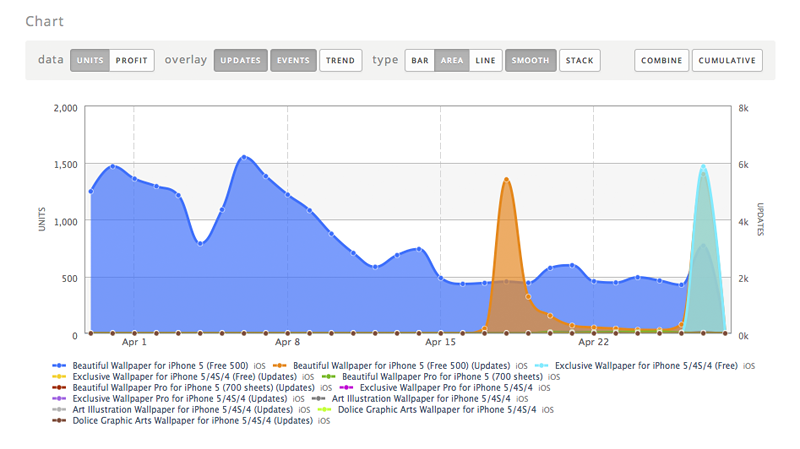 Chart
data UNITS PROFIT overlay UPDATES EVENTS TREND type BAR AREA LINE SMOOTH STACK COMBINE CUMULATIVE
2,000 8k
1,500 6k
1,000 4k
500 2k
0 0k
UNITS
UPDATES
Apr 1 Apr 8 Apr 15 Apr 22
Beautiful Wallpaper for iPhone 5 (Free 500) iOS Beautiful Wallpaper for iPhone 5 (Free 500) (Updates) iOS Exclusive Wallpaper for iPhone 5/4S/4 (Free) iOS
Exclusive Wallpaper for iPhone 5/4S/4 (Free) (Updates) iOS Beautiful Wallpaper Pro for iPhone 5 (700 sheets) iOS
Beautiful Wallpaper Pro for iPhone 5 (700 sheets) (Updates) iOS Exclusive Wallpaper Pro for iPhone 5/4S/4 iOS
Exclusive Wallpaper Pro for iPhone 5/4S/4 (Updates) iOS Art Illustration Wallpaper for iPhone 5/4S/4 iOS
Art Illustration Wallpaper for iPhone 5/4S/4 (Updates) iOS Dolice Graphic Arts Wallpaper for iPhone 5/4S/4 iOS
Dolice Graphic Arts Wallpaper for iPhone 5/4S/4 (Updates) iOS